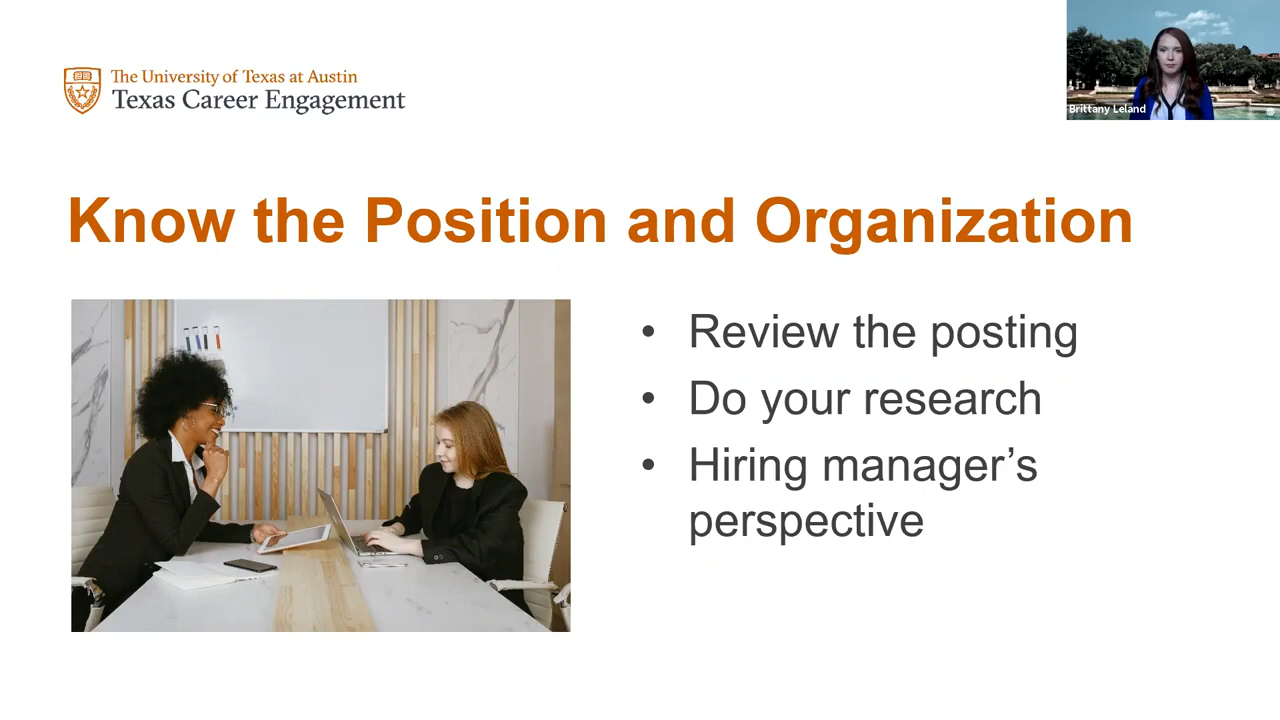 The University of Texas at Austin
Texas Career Engagement
Brittany Leland
Know the Position and Organization
• Review the posting
• Do your research
• Hiring manager’s
perspective